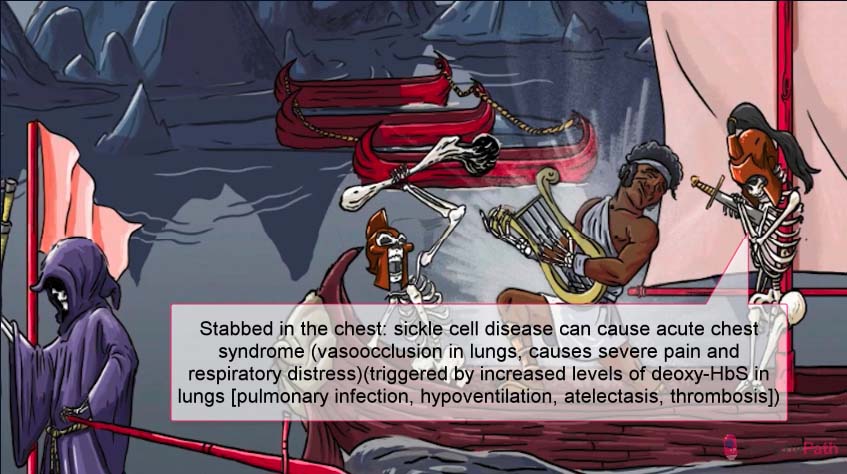 Stabbed in the chest: sickle cell disease can cause acute chest
syndrome (vasoocclusion in lungs, causes severe pain and
respiratory distress)(triggered by increased levels of deoxy-HbS in
lungs [pulmonary infection, hypoventilation, atelectasis, thrombosis])
Path